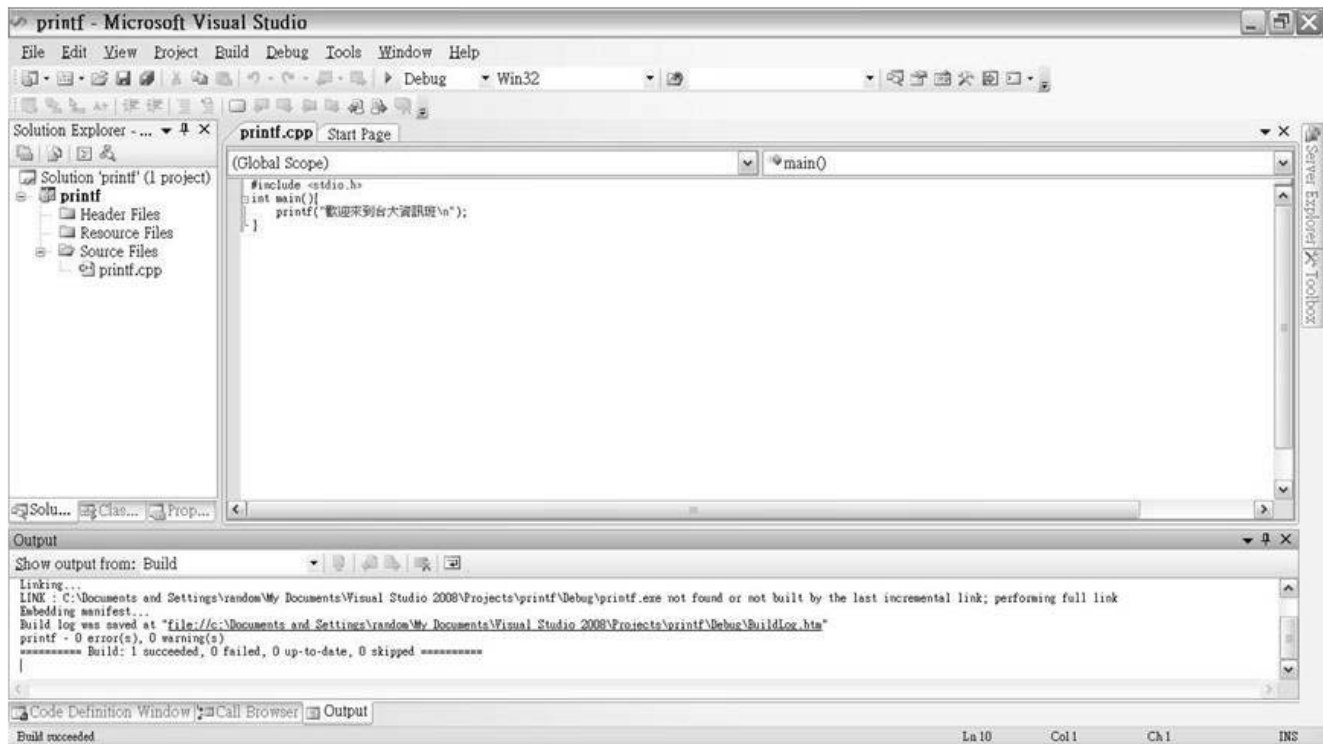 printf - Microsoft Visual Studio
File Edit View Project Build Debug Tools Window Help
Debug Win32
Solution Explorer - ...
printf.cpp Start Page
(Global Scope) main()
Solution 'printf' (1 project)
printf
Header Files
Resource Files
Source Files
printf.cpp
#include <stdio.h>
int main(){
printf("歡迎來到台大資訊班\n");
}
Server Explorer Toolbox
Solu... Clas... Prop...
Output
Show output from: Build
Linking...
LINK : C:\Documents and Settings\random\My Documents\Visual Studio 2008\Projects\printf\Debug\printf.exe not found or not built by the last incremental link; performing full link
Embedding manifest...
Build log was saved at "file://c:\Documents and Settings\random\My Documents\Visual Studio 2008\Projects\printf\Debug\BuildLog.htm"
printf - 0 error(s), 0 warning(s)
========== Build: 1 succeeded, 0 failed, 0 up-to-date, 0 skipped ==========
Code Definition Window Call Browser Output
Build succeeded Ln 10 Col 1 Ch 1 INS